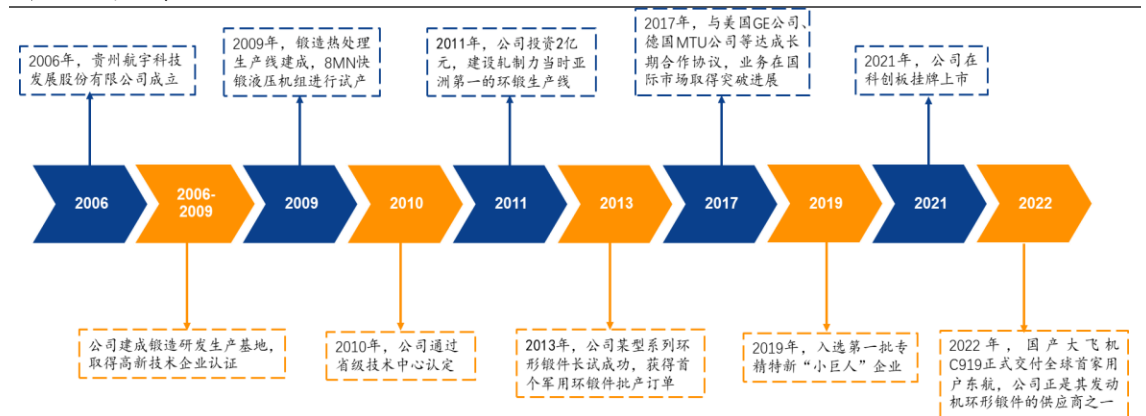 2006年，贵州航宇科技
发展股份有限公司成立
2009年，锻造热处理
生产线建成，8MN快
锻液压机组进行试产
2011年，公司投资2亿
元，建设轧制力当时亚
洲第一的环锻生产线
2017年，与美国GE公司、
德国MTU公司等达成长
期合作协议，业务在国
际市场取得突破进展
2021年，公司在
科创板挂牌上市
2006
2006-
2009
2009
2010
2011
2013
2017
2019
2021
2022
公司建成锻造研发生产基地，
取得高新技术企业认证
2010年，公司通过
省级技术中心认定
2013年，公司某型系列环
形锻件长试成功，获得首
个军用环锻件批产订单
2019年，入选第一批专
精特新“小巨人”企业
2022年，国产大飞机
C919正式交付全球首家用
户东航，公司正是其发动
机环形锻件的供应商之一